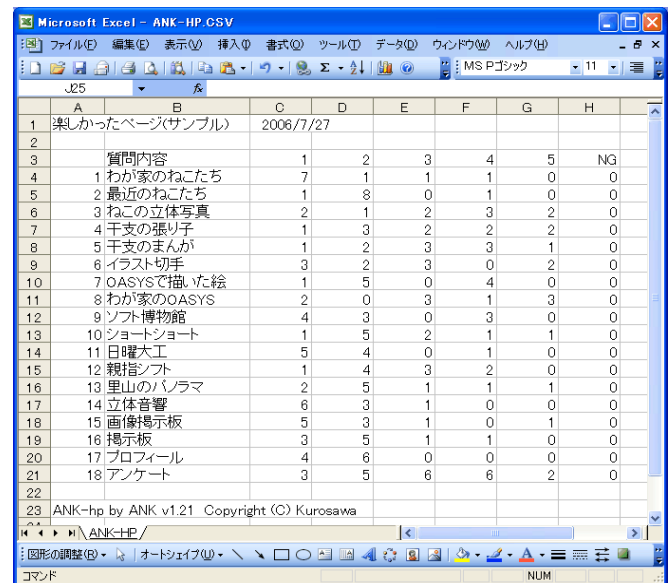 Microsoft Excel - ANK-HP.CSV
ファイル(F) 編集(E) 表示(V) 挿入(I) 書式(O) ツール(T) データ(D) ウィンドウ(W) ヘルプ(H)
MS Pゴシック 11
J25 fx
A B C D E F G H
1 楽しかったページ(サンプル) 2006/7/27
2
3 質問内容 1 2 3 4 5 NG
4 1 わが家のねこたち 7 1 1 1 0 0
5 2 最近のねこたち 1 8 0 1 0 0
6 3 ねこの立体写真 2 1 2 3 2 0
7 4 干支の張り子 1 3 2 2 2 0
8 5 干支のまんが 1 2 3 3 1 0
9 6 イラスト切手 3 2 3 0 2 0
10 7 OASYSで描いた絵 1 5 0 4 0 0
11 8 わが家のOASYS 2 0 3 1 3 0
12 9 ソフト博物館 4 3 0 3 0 0
13 10 ショートショート 1 5 2 1 1 0
14 11 日曜大工 5 4 0 1 0 0
15 12 親指シフト 1 4 3 2 0 0
16 13 里山のパノラマ 2 5 1 1 1 0
17 14 立体音響 6 3 1 0 0 0
18 15 画像掲示板 5 3 1 0 1 0
19 16 掲示板 3 5 1 1 0 0
20 17 プロフィール 4 6 0 0 0 0
21 18 アンケート 3 5 6 6 2 0
22
23 ANK-hp by ANK v1.21 Copyright (C) Kurosawa
ANK-HP
図形の調整(R) オートシェイプ(U)
コマンド NUM